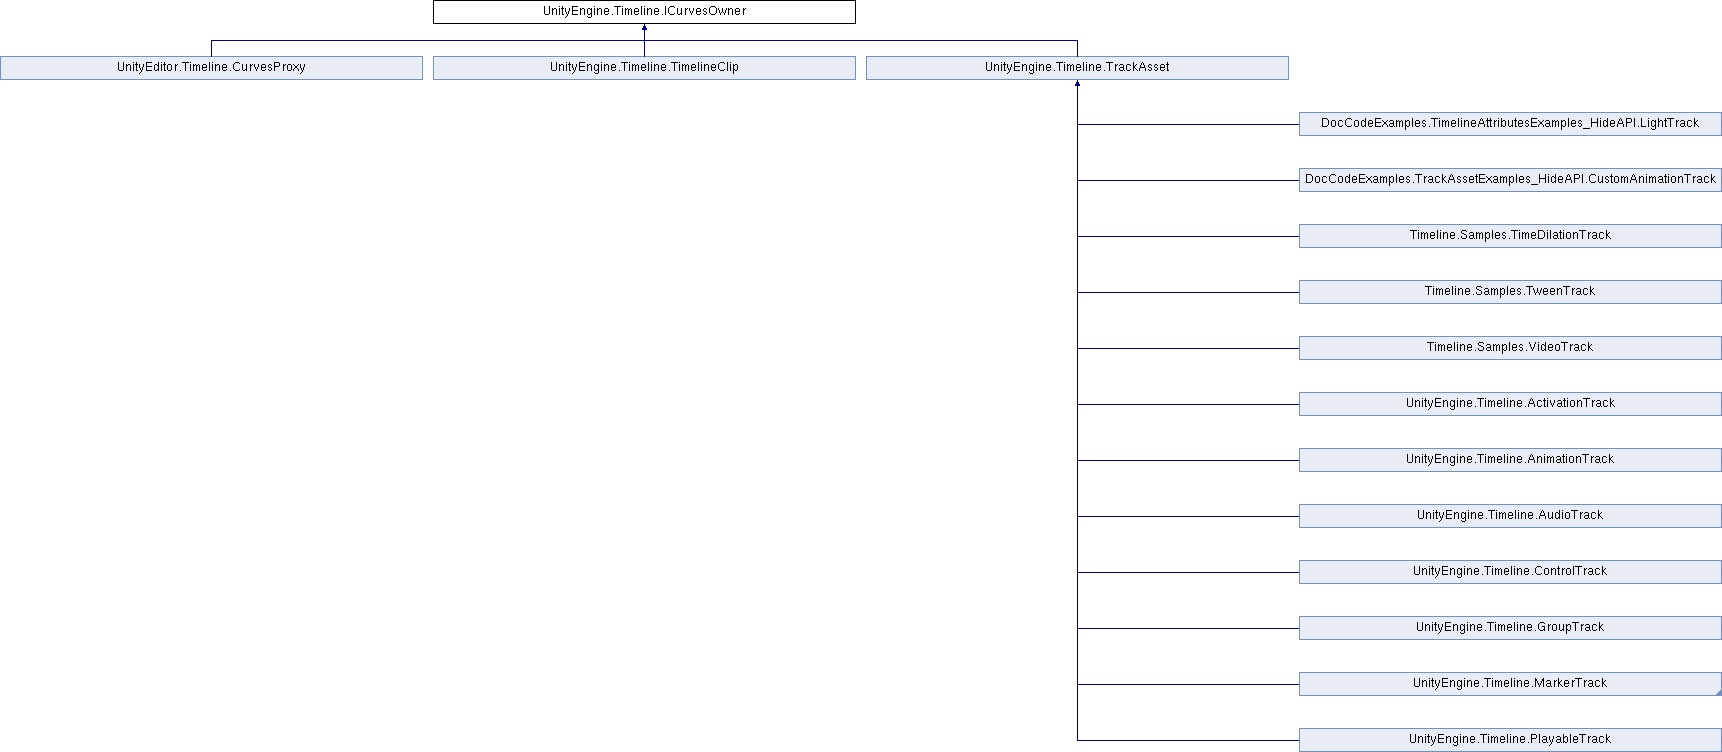 UnityEngine.Timeline.ICurvesOwner
UnityEditor.Timeline.CurvesProxy
UnityEngine.Timeline.TimelineClip
UnityEngine.Timeline.TrackAsset
DocCodeExamples.TimelineAttributesExamples_HideAPI.LightTrack
DocCodeExamples.TrackAssetExamples_HideAPI.CustomAnimationTrack
Timeline.Samples.TimeDilationTrack
Timeline.Samples.TweenTrack
Timeline.Samples.VideoTrack
UnityEngine.Timeline.ActivationTrack
UnityEngine.Timeline.AnimationTrack
UnityEngine.Timeline.AudioTrack
UnityEngine.Timeline.ControlTrack
UnityEngine.Timeline.GroupTrack
UnityEngine.Timeline.MarkerTrack
UnityEngine.Timeline.PlayableTrack